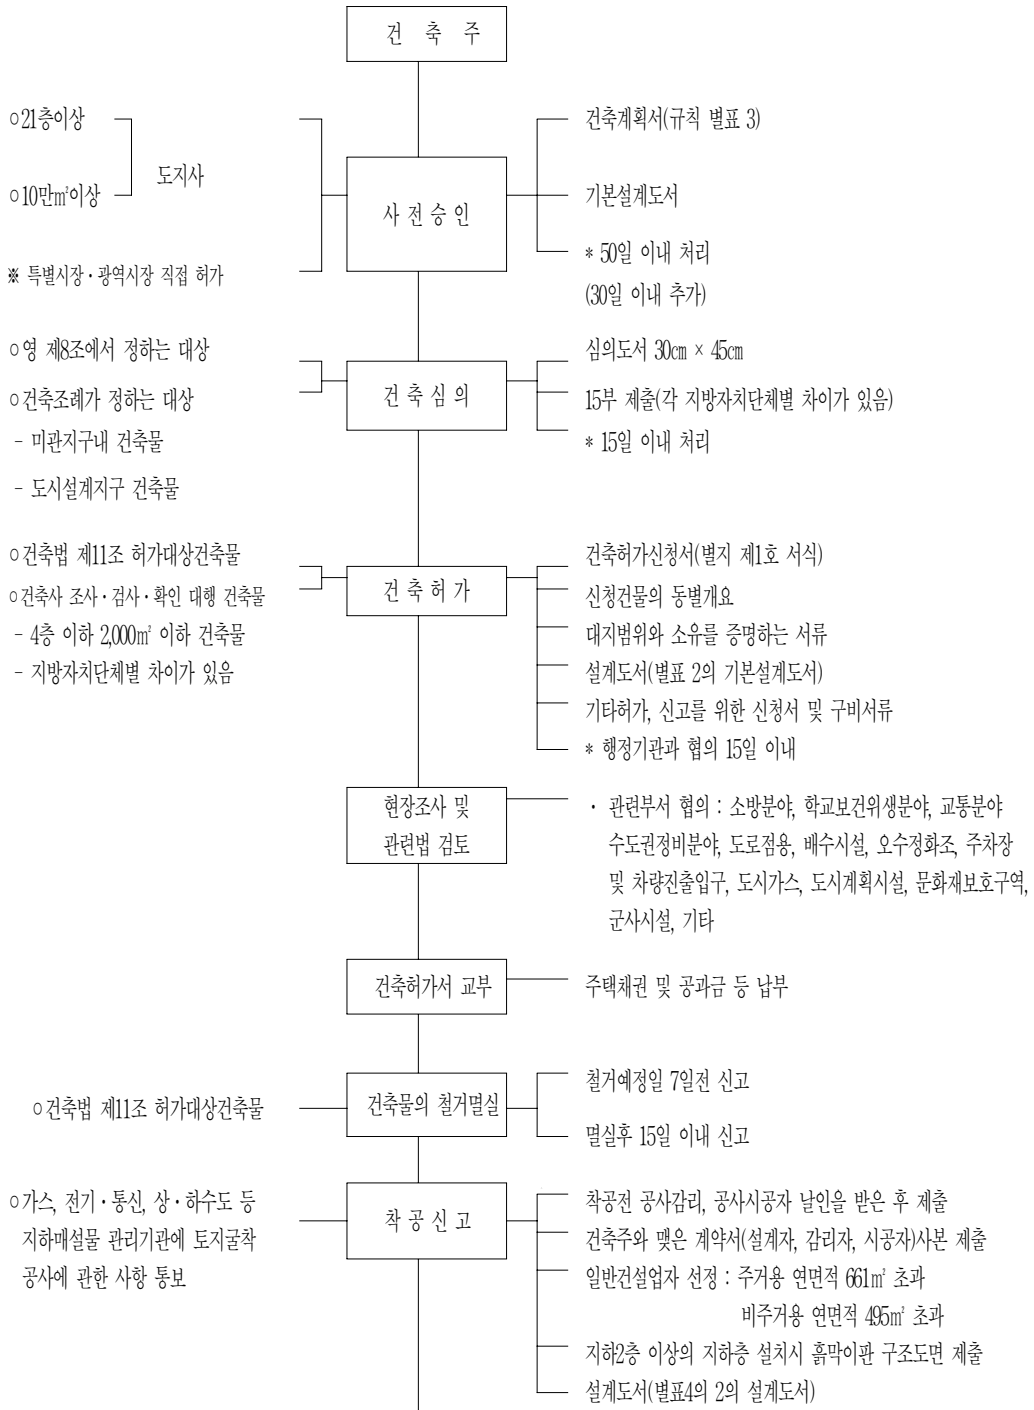 건 축 주
○21층이상
도지사
○10만㎡이상
※ 특별시장·광역시장 직접 허가
사 전 승 인
건축계획서(규칙 별표 3)
기본설계도서
* 50일 이내 처리
(30일 이내 추가)
○영 제8조에서 정하는 대상
○건축조례가 정하는 대상
- 미관지구내 건축물
- 도시설계지구 건축물
건 축 심 의
심의도서 30㎝ × 45㎝
15부 제출(각 지방자치단체별 차이가 있음)
* 15일 이내 처리
○건축법 제11조 허가대상건축물
○건축사 조사·검사·확인 대행 건축물
- 4층 이하 2,000㎡ 이하 건축물
- 지방자치단체별 차이가 있음
건 축 허 가
건축허가신청서(별지 제1호 서식)
신청건물의 동별개요
대지범위와 소유를 증명하는 서류
설계도서(별표 2의 기본설계도서)
기타허가, 신고를 위한 신청서 및 구비서류
* 행정기관과 협의 15일 이내
현장조사 및
관련법 검토
· 관련부서 협의 : 소방분야, 학교보건위생분야, 교통분야
수도권정비분야, 도로점용, 배수시설, 오수정화조, 주차장
및 차량진출입구, 도시가스, 도시계획시설, 문화재보호구역,
군사시설, 기타
건축허가서 교부
주택채권 및 공과금 등 납부
○건축법 제11조 허가대상건축물
건축물의 철거멸실
철거예정일 7일전 신고
멸실후 15일 이내 신고
○가스, 전기·통신, 상·하수도 등
지하매설물 관리기관에 토지굴착
공사에 관한 사항 통보
착 공 신 고
착공전 공사감리, 공사시공자 날인을 받은 후 제출
건축주와 맺은 계약서(설계자, 감리자, 시공자)사본 제출
일반건설업자 선정 : 주거용 연면적 661㎡ 초과
비주거용 연면적 495㎡ 초과
지하2층 이상의 지하층 설치시 흙막이판 구조도면 제출
설계도서(별표4의 2의 설계도서)